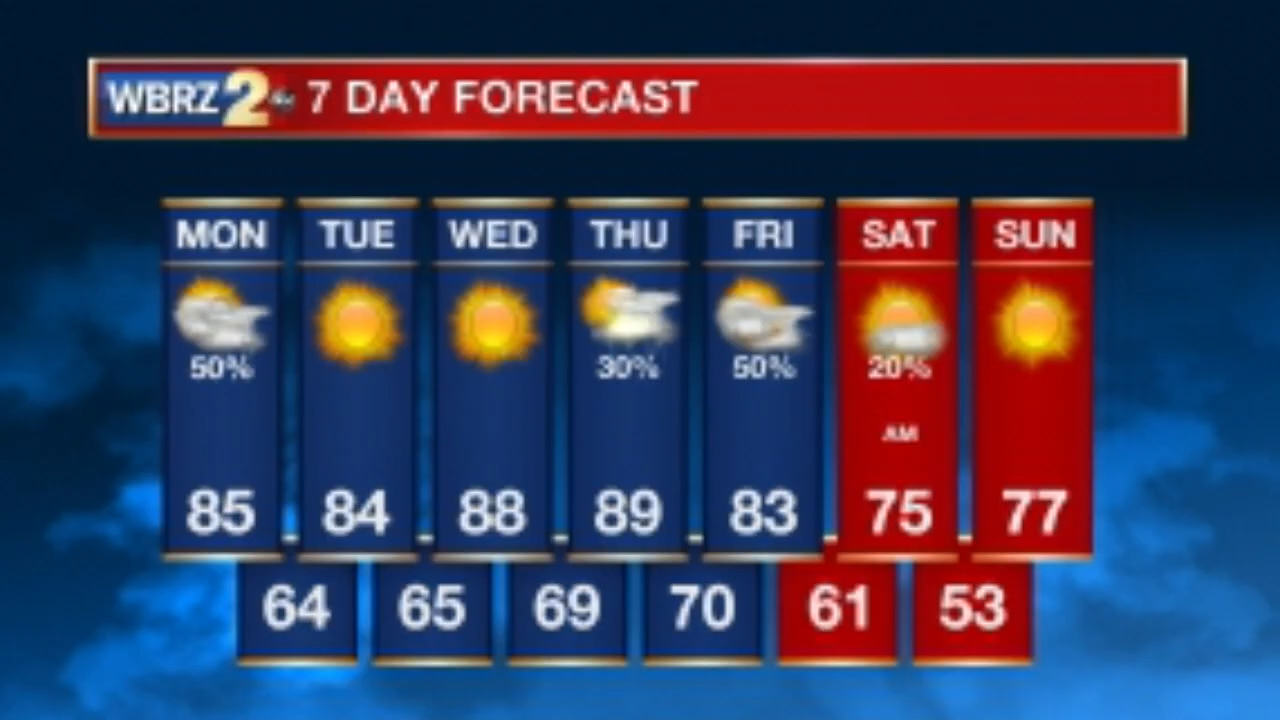 WBRZ 2 abc 7 DAY FORECAST
MON TUE WED THU FRI SAT SUN
50% 30% 50% 20%
AM
85 84 88 89 83 75 77
64 65 69 70 61 53